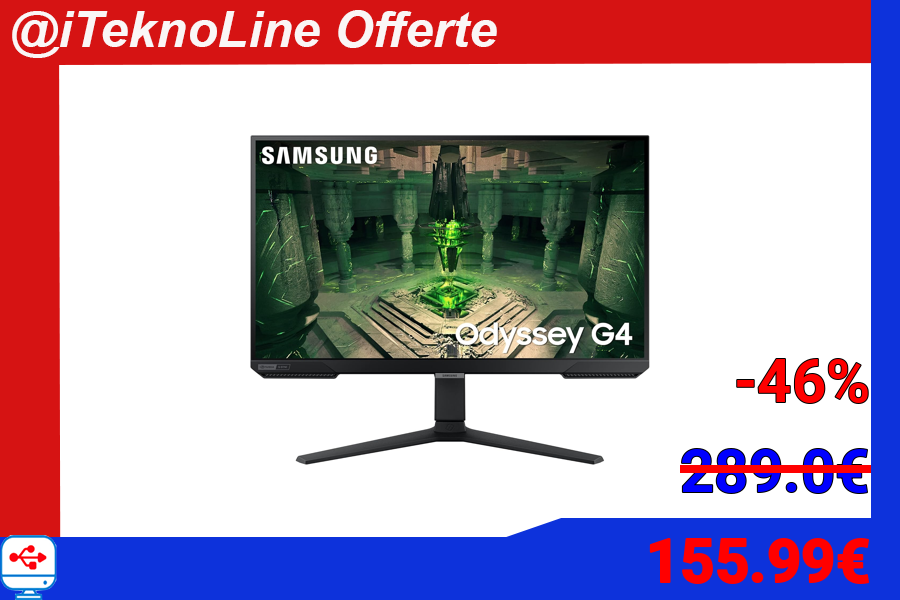 @iTeknoLine Offerte
SAMSUNG
Odyssey G4
-46%
289.0€
155.99€